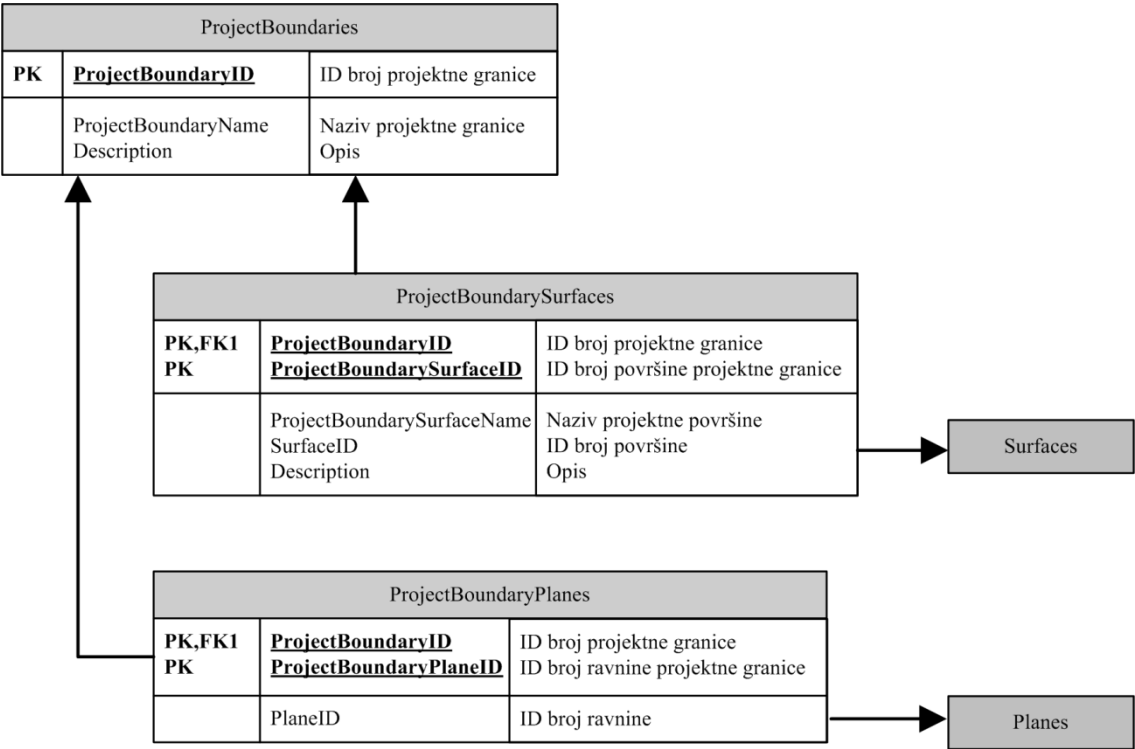 ProjectBoundaries
PK ProjectBoundaryID ID broj projektne granice
ProjectBoundaryName Naziv projektne granice
Description Opis
ProjectBoundarySurfaces
PK,FK1 ProjectBoundaryID ID broj projektne granice
PK ProjectBoundarySurfaceID ID broj površine projektne granice
ProjectBoundarySurfaceName Naziv projektne površine
SurfaceID ID broj površine
Description Opis
Surfaces
ProjectBoundaryPlanes
PK,FK1 ProjectBoundaryID ID broj projektne granice
PK ProjectBoundaryPlaneID ID broj ravnine projektne granice
PlaneID ID broj ravnine
Planes